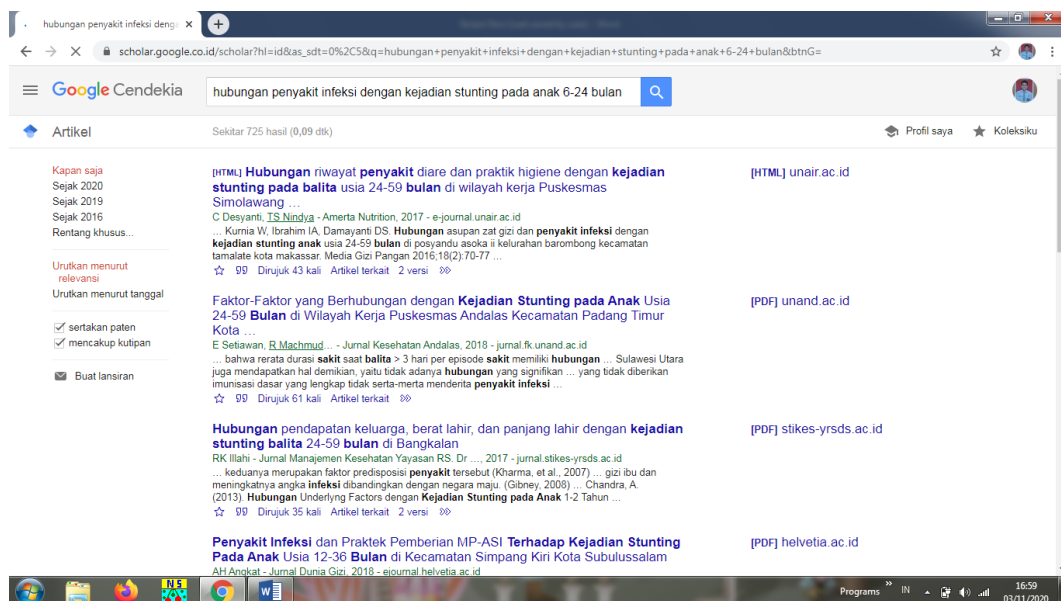 hubungan penyakit infeksi denga
scholar.google.co.id/scholar?hl=id&as_sdt=0%2C5&q=hubungan+penyakit+infeksi+dengan+kejadian+stunting+pada+anak+6-24+bulan&btnG=
Google Cendekia
hubungan penyakit infeksi dengan kejadian stunting pada anak 6-24 bulan
Artikel
Sekitar 725 hasil (0,09 dtk)
Profil saya
Koleksiku
Kapan saja
Sejak 2020
Sejak 2019
Sejak 2016
Rentang khusus...
Urutkan menurut
relevansi
Urutkan menurut tanggal
sertakan paten
mencakup kutipan
Buat lansiran
[HTML] Hubungan riwayat penyakit diare dan praktik higiene dengan kejadian
stunting pada balita usia 24-59 bulan di wilayah kerja Puskesmas
Simolawang ...
C Desyanti, TS Nindya - Amerta Nutrition, 2017 - e-journal.unair.ac.id
... Kurnia W, Ibrahim IA, Damayanti DS. Hubungan asupan zat gizi dan penyakit infeksi dengan
kejadian stunting anak usia 24-59 bulan di posyandu asoka ii kelurahan barombong kecamatan
tamalate kota makassar. Media Gizi Pangan 2016;18(2):70-77 ...
Dirujuk 43 kali Artikel terkait 2 versi
[HTML] unair.ac.id
Faktor-Faktor yang Berhubungan dengan Kejadian Stunting pada Anak Usia
24-59 Bulan di Wilayah Kerja Puskesmas Andalas Kecamatan Padang Timur
Kota ...
E Setiawan, R Machmud... - Jurnal Kesehatan Andalas, 2018 - jurnal.fk.unand.ac.id
... bahwa rerata durasi sakit saat balita > 3 hari per episode sakit memiliki hubungan ... Sulawesi Utara
juga mendapatkan hal demikian, yaitu tidak adanya hubungan yang signifikan ... yang tidak diberikan
imunisasi dasar yang lengkap tidak serta-merta menderita penyakit infeksi ...
Dirujuk 61 kali Artikel terkait
[PDF] unand.ac.id
Hubungan pendapatan keluarga, berat lahir, dan panjang lahir dengan kejadian
stunting balita 24-59 bulan di Bangkalan
RK Illahi - Jurnal Manajemen Kesehatan Yayasan RS. Dr ..., 2017 - jurnal.stikes-yrsds.ac.id
... keduanya merupakan faktor predisposisi penyakit tersebut (Kharma, et al., 2007) ... gizi ibu dan
meningkatnya angka infeksi dibandingkan dengan negara maju. (Gibney, 2008) ... Chandra, A.
(2013). Hubungan Underlyng Factors dengan Kejadian Stunting pada Anak 1-2 Tahun ...
Dirujuk 35 kali Artikel terkait 2 versi
[PDF] stikes-yrsds.ac.id
Penyakit Infeksi dan Praktek Pemberian MP-ASI Terhadap Kejadian Stunting
Pada Anak Usia 12-36 Bulan di Kecamatan Simpang Kiri Kota Subulussalam
AH Angkat - Jurnal Dunia Gizi, 2018 - ejournal.helvetia.ac.id
[PDF] helvetia.ac.id
N5
Programs
IN
16:59
03/11/2020